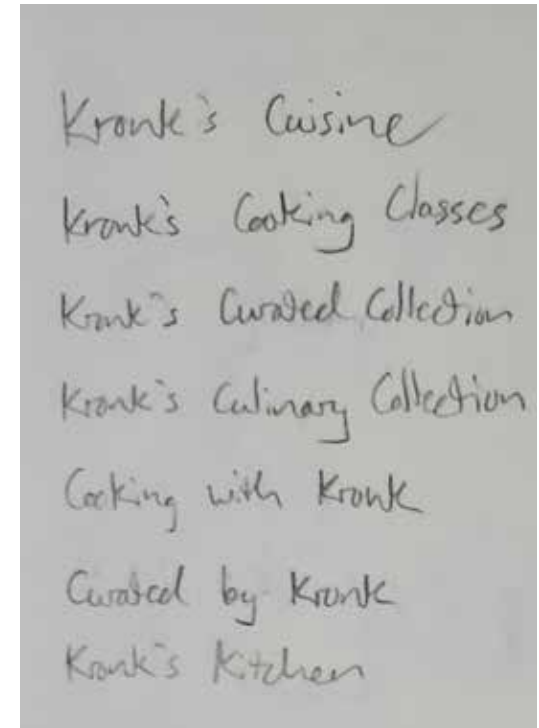 Kronk's Cuisine
Kronk's Cooking Classes
Kronk's Curated Collection
Kronk's Culinary Collection
Cooking with Kronk
Curated by Kronk
Kronk's Kitchen